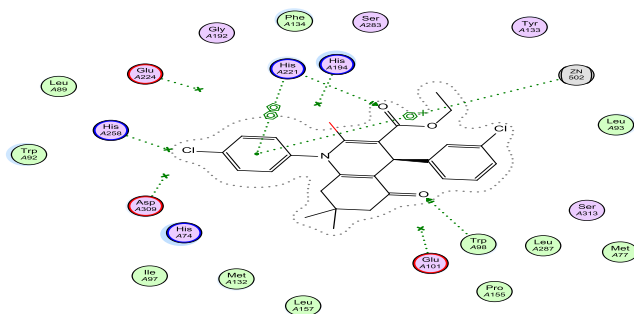 Phe
A134
Ser
A283
Gly
A192
Tyr
A133
His
A221
His
A194
Glu
A224
ZN
502
Leu
A89
O
O
Leu
A93
His
A258
Cl
Cl
Trp
A92
N
O
Asp
A309
Ser
A313
His
A74
Trp
A98
Leu
A287
Met
A77
Glu
A101
Ile
A97
Met
A132
Pro
A155
Leu
A157